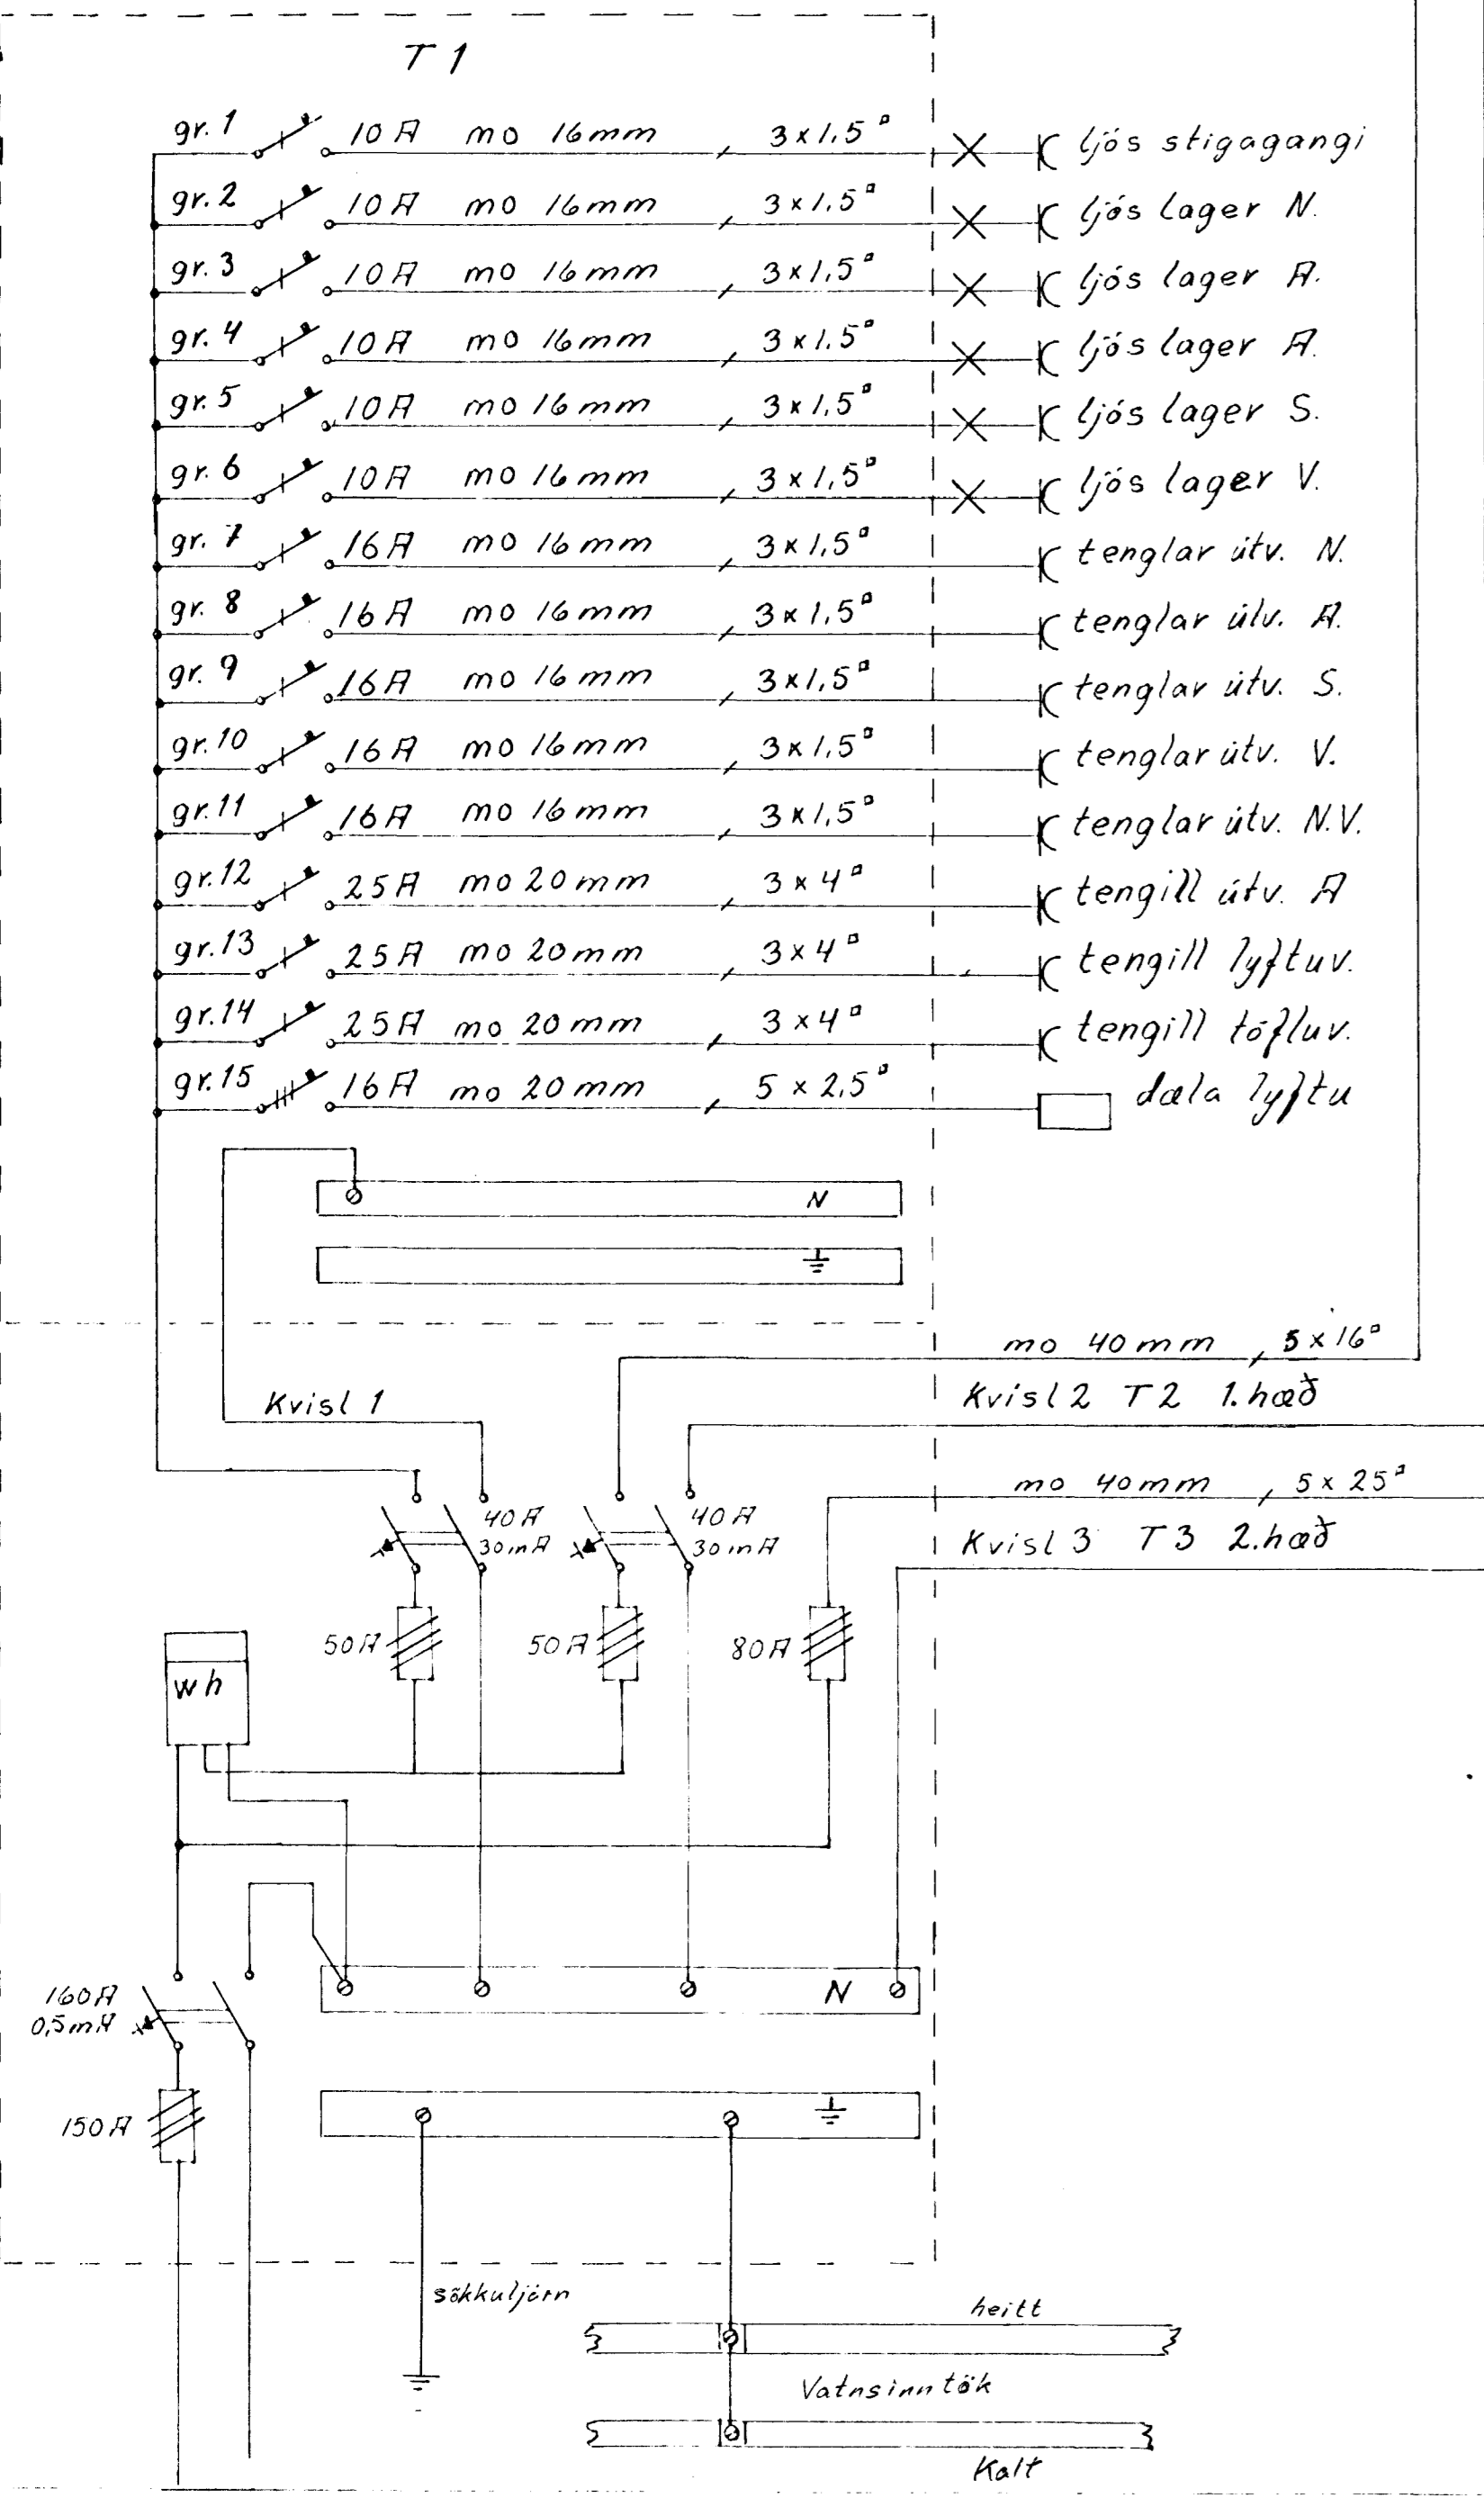 T 1
gr. 1 10A mo 16mm 3x1,5▫ ljós stigagangi
gr. 2 10A mo 16mm 3x1,5▫ ljós lager N.
gr. 3 10A mo 16mm 3x1,5▫ ljós lager A.
gr. 4 10A mo 16mm 3x1,5▫ ljós lager A.
gr. 5 10A mo 16mm 3x1,5▫ ljós lager S.
gr. 6 10A mo 16mm 3x1,5▫ ljós lager V.
gr. 7 16A mo 16mm 3x1,5▫ tenglar útv. N.
gr. 8 16A mo 16mm 3x1,5▫ tenglar útv. A.
gr. 9 16A mo 16mm 3x1,5▫ tenglar útv. S.
gr. 10 16A mo 16mm 3x1,5▫ tenglar útv. V.
gr. 11 16A mo 16mm 3x1,5▫ tenglar útv. N.V.
gr. 12 25A mo 20mm 3x4▫ tengill útv. A
gr. 13 25A mo 20mm 3x4▫ tengill lyftuv.
gr. 14 25A mo 20mm 3x4▫ tengill töfluv.
gr. 15 16A mo 20mm 5x2,5▫ dæla lyftu
N
mo 40mm 5x16▫
Kvisl 1
Kvisl 2 T2 1.hæð
mo 40mm 5x25▫
40A
30mA
40A
30mA
Kvisl 3 T3 2.hæð
50A
50A
80A
wh
160A
0,5mA
N
150A
sökkuljárn
heitt
Vatnsinntök
Kalt